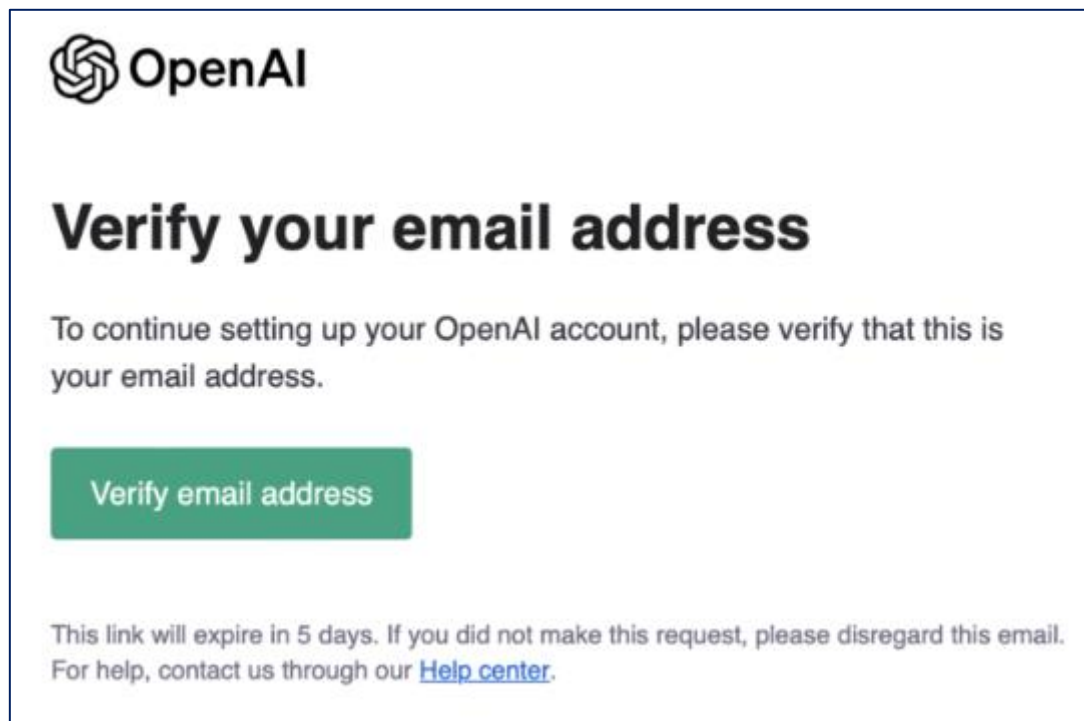 OpenAI
Verify your email address
To continue setting up your OpenAI account, please verify that this is
your email address.
Verify email address
This link will expire in 5 days. If you did not make this request, please disregard this email.
For help, contact us through our Help center.